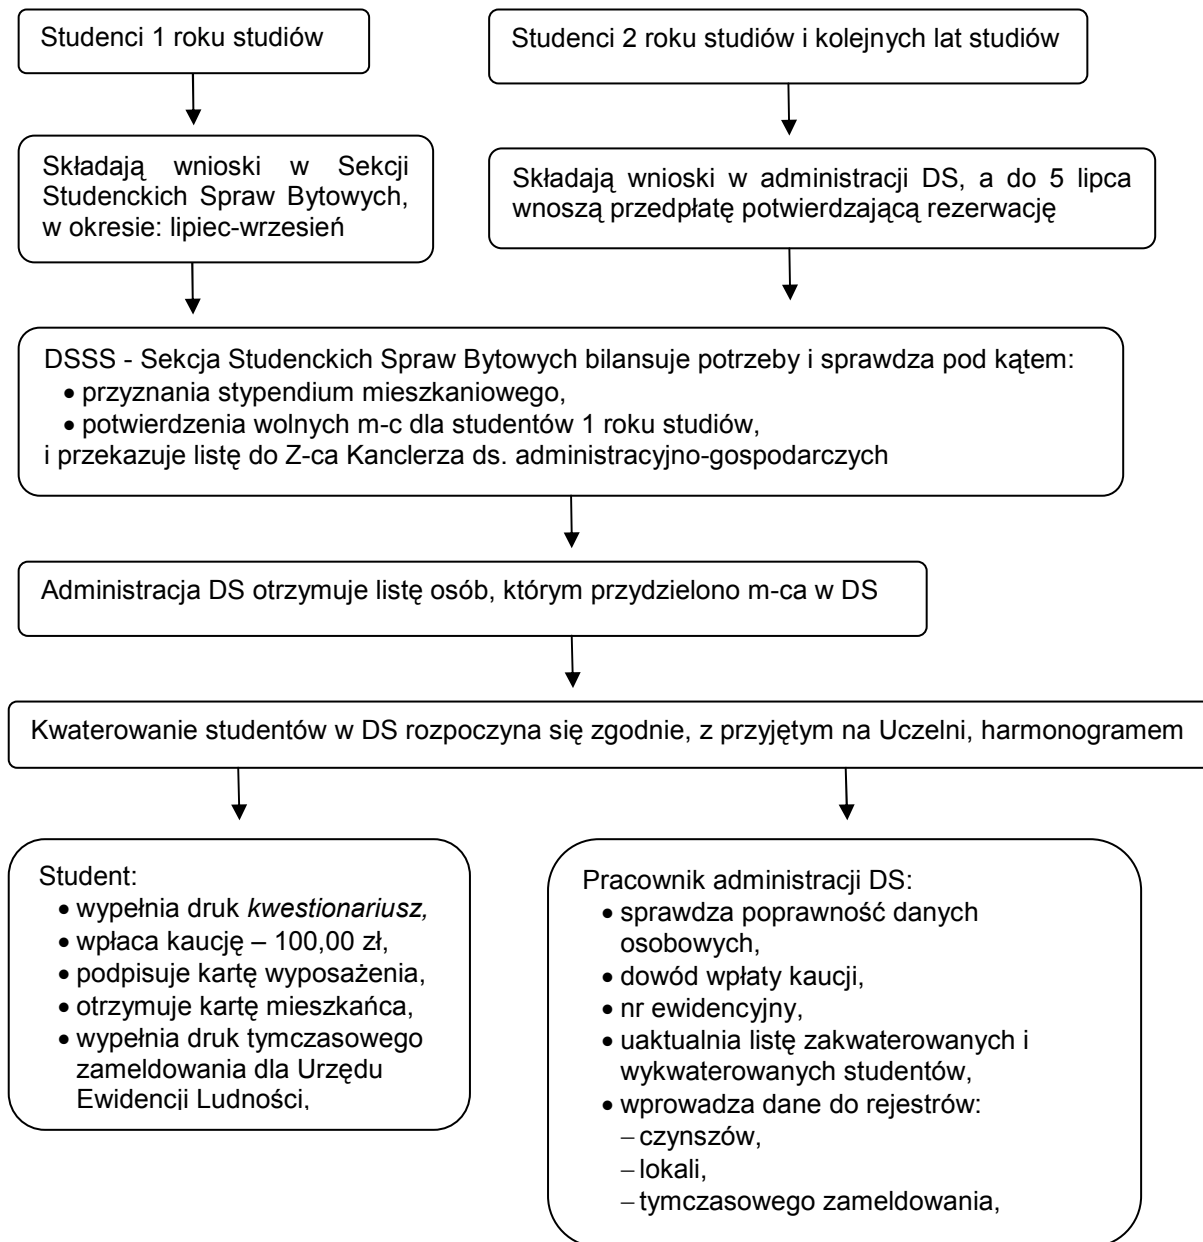 Studenci 1 roku studiów
Studenci 2 roku studiów i kolejnych lat studiów
Składają wnioski w Sekcji
Studenckich Spraw Bytowych,
w okresie: lipiec-wrzesień
Składają wnioski w administracji DS, a do 5 lipca
wnoszą przedpłatę potwierdzającą rezerwację
DSSS - Sekcja Studenckich Spraw Bytowych bilansuje potrzeby i sprawdza pod kątem:
• przyznania stypendium mieszkaniowego,
• potwierdzenia wolnych m-c dla studentów 1 roku studiów,
i przekazuje listę do Z-ca Kanclerza ds. administracyjno-gospodarczych
Administracja DS otrzymuje listę osób, którym przydzielono m-ca w DS
Kwaterowanie studentów w DS rozpoczyna się zgodnie, z przyjętym na Uczelni, harmonogramem
Student:
• wypełnia druk kwestionariusz,
• wpłaca kaucję – 100,00 zł,
• podpisuje kartę wyposażenia,
• otrzymuje kartę mieszkańca,
• wypełnia druk tymczasowego
zameldowania dla Urzędu
Ewidencji Ludności,
Pracownik administracji DS:
• sprawdza poprawność danych
osobowych,
• dowód wpłaty kaucji,
• nr ewidencyjny,
• uaktualnia listę zakwaterowanych i
wykwaterowanych studentów,
• wprowadza dane do rejestrów:
– czynszów,
– lokali,
– tymczasowego zameldowania,